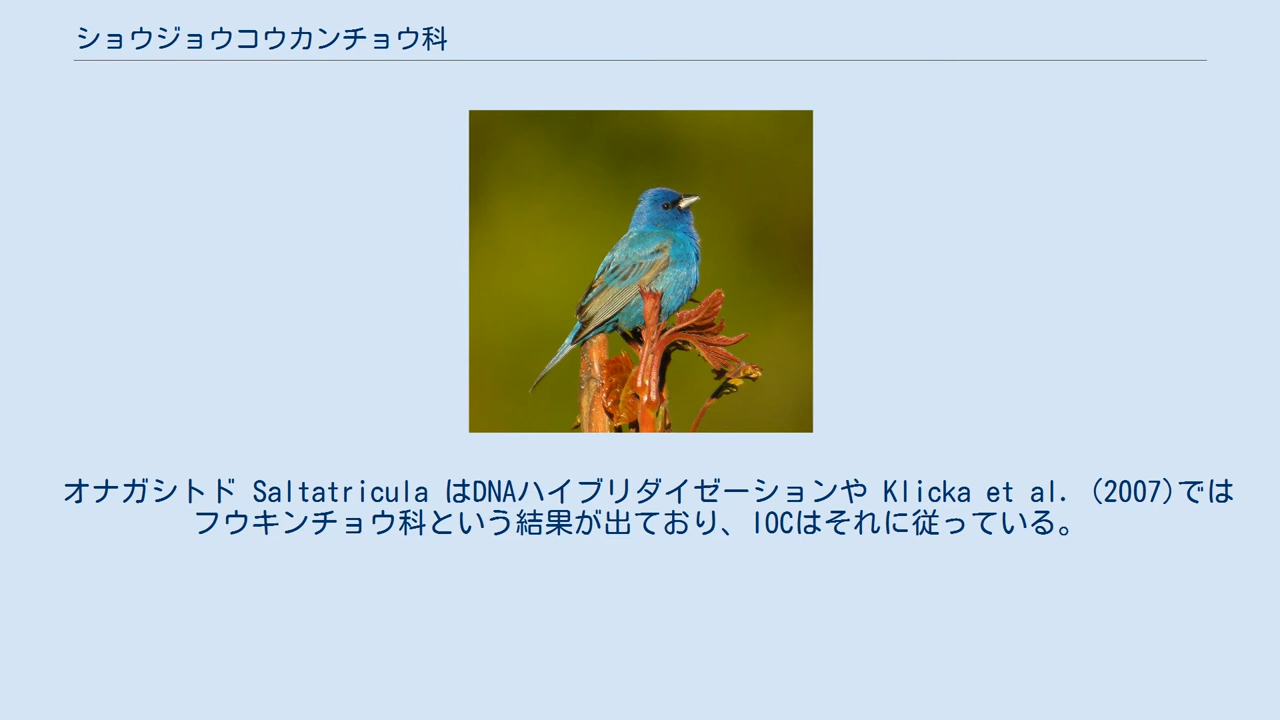 ショウジョウコウカンチョウ科
オナガシトド Saltatricula はDNAハイブリダイゼーションや Klicka et al. (2007)では
フウキンチョウ科という結果が出ており、IOCはそれに従っている。